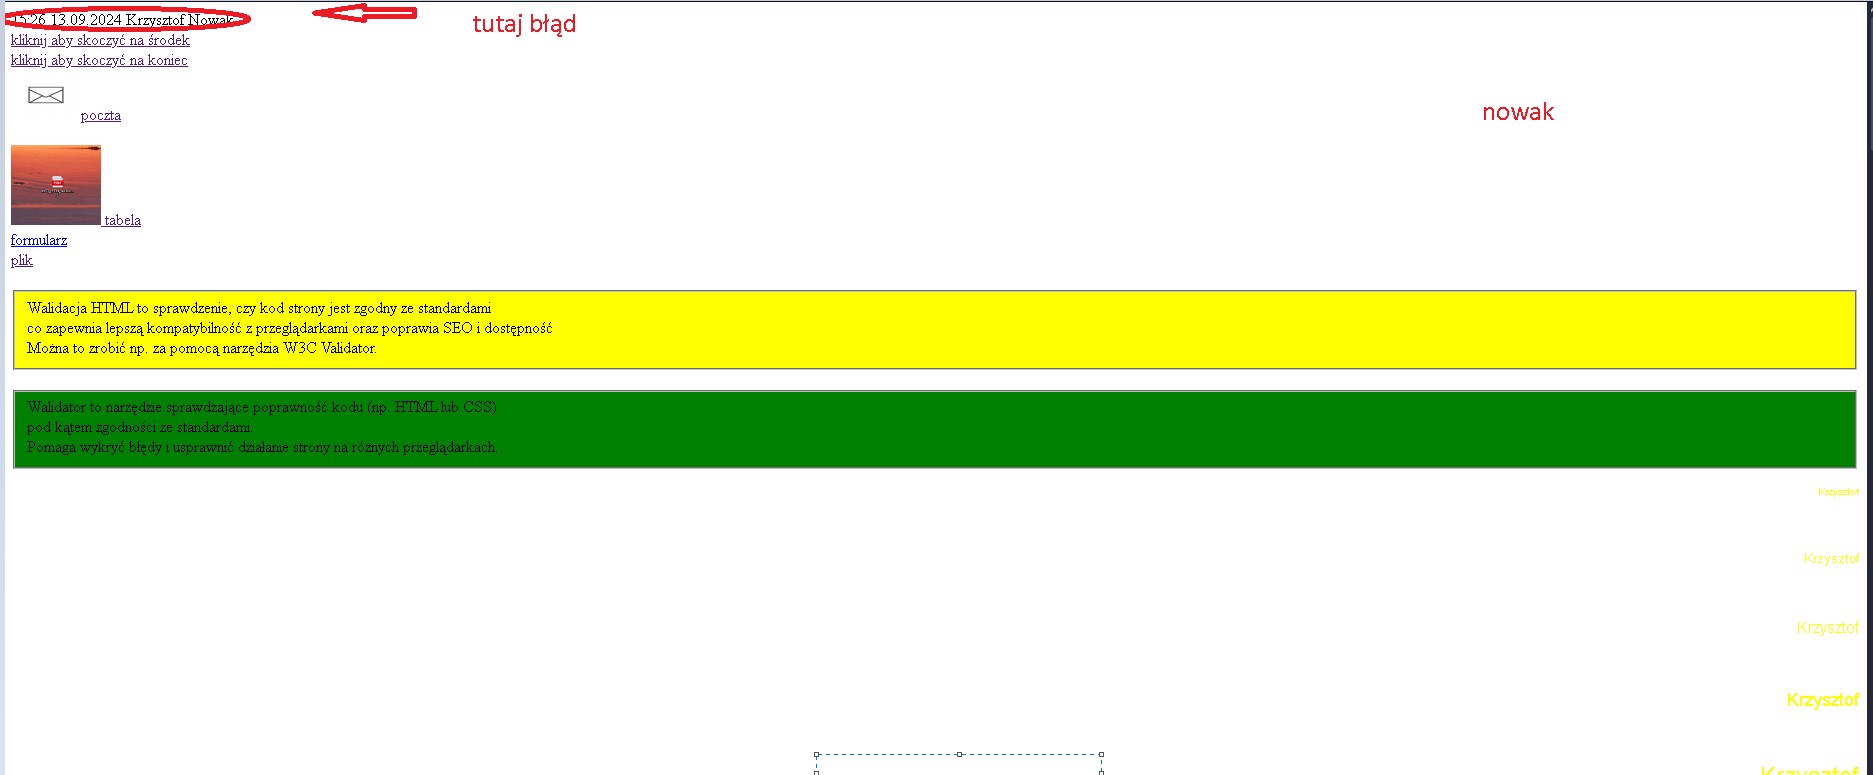 15:26 13.09.2024 Krzysztof Nowak
tutaj błąd
kliknij aby skoczyć na środek
kliknij aby skoczyć na koniec
poczta
nowak
tabela
formularz
plik
Walidacja HTML to sprawdzenie, czy kod strony jest zgodny ze standardami
co zapewnia lepszą kompatybilność z przeglądarkami oraz poprawia SEO i dostępność
Można to zrobić np. za pomocą narzędzia W3C Validator.
Walidator to narzędzie sprawdzające poprawność kodu (np. HTML lub CSS)
pod kątem zgodności ze standardami.
Pomaga wykryć błędy i usprawnić działanie strony na różnych przeglądarkach.
Krzysztof
Krzysztof
Krzysztof
Krzysztof
Krzysztof